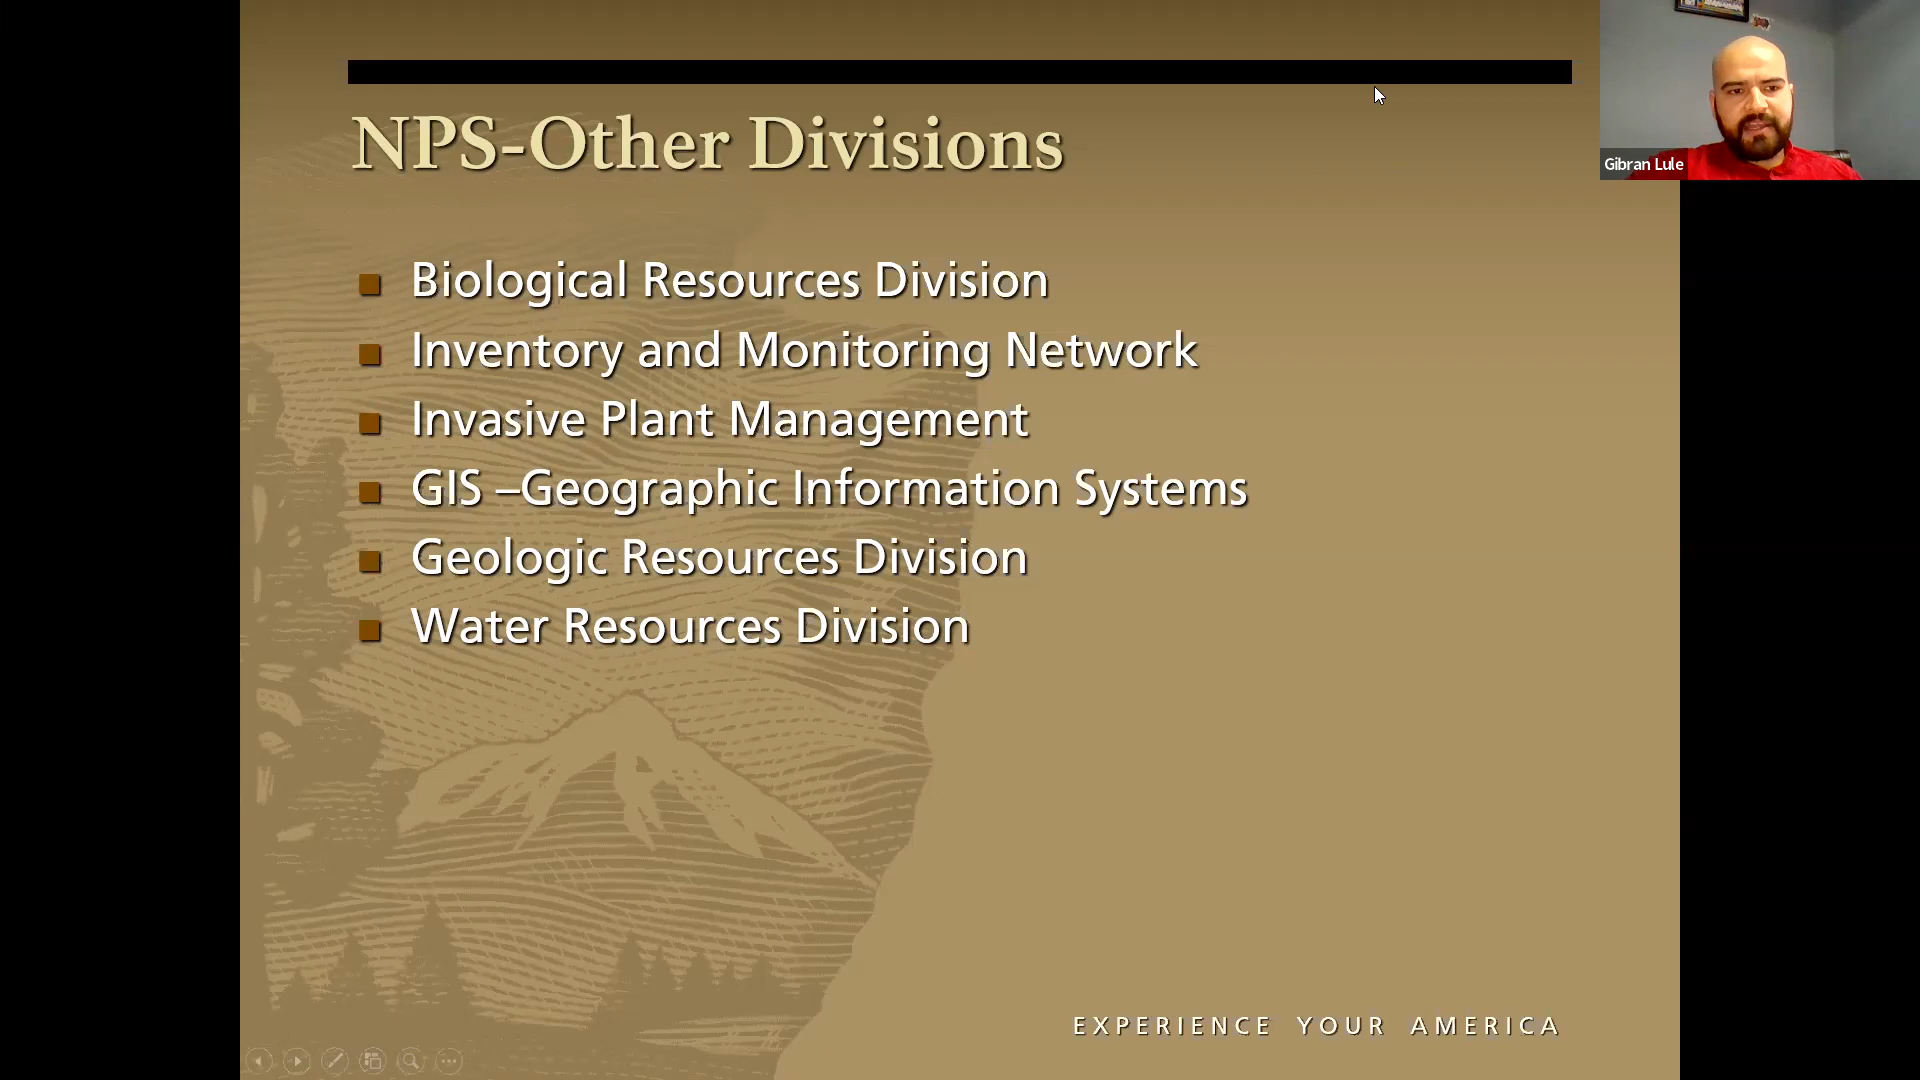 NPS-Other Divisions
Gibran Lule
Biological Resources Division
Inventory and Monitoring Network
Invasive Plant Management
GIS –Geographic Information Systems
Geologic Resources Division
Water Resources Division
EXPERIENCE YOUR AMERICA